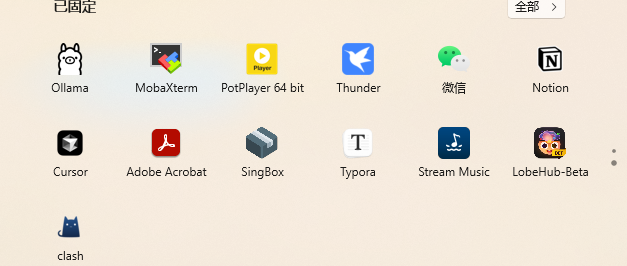 已固定
全部 >
Ollama
MobaXterm
Player
PotPlayer 64 bit
Thunder
微信
Notion
Cursor
Adobe Acrobat
SingBox
T
Typora
Stream Music
LobeHub-Beta
clash